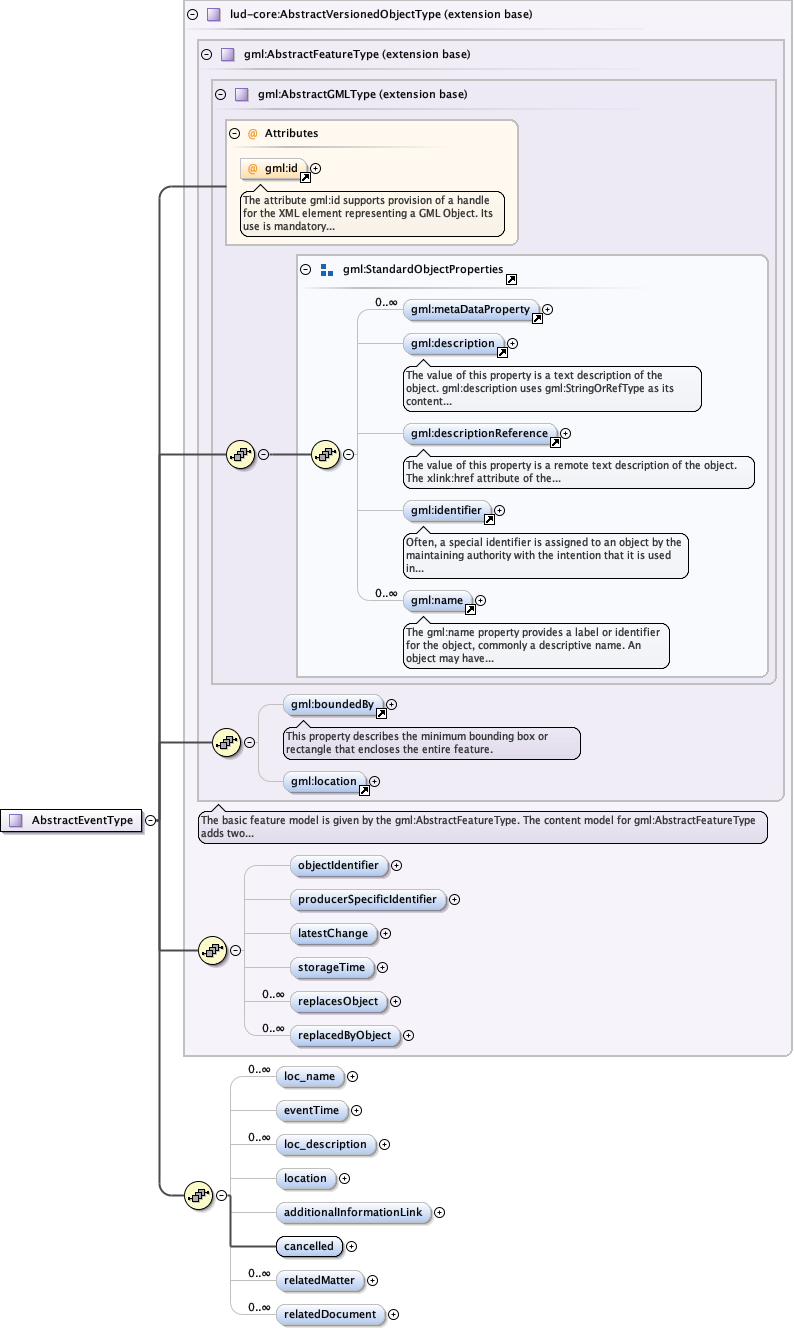 lud-core:AbstractVersionedObjectType (extension base)
gml:AbstractFeatureType (extension base)
gml:AbstractGMLType (extension base)
@ Attributes
@ gml:id
The attribute gml:id supports provision of a handle
for the XML element representing a GML Object. Its
use is mandatory...
gml:StandardObjectProperties
0..∞
gml:metaDataProperty
gml:description
The value of this property is a text description of the
object. gml:description uses gml:StringOrRefType as its
content...
gml:descriptionReference
The value of this property is a remote text description of the object.
The xlink:href attribute of the...
gml:identifier
Often, a special identifier is assigned to an object by the
maintaining authority with the intention that it is used
in...
0..∞
gml:name
The gml:name property provides a label or identifier
for the object, commonly a descriptive name. An
object may have...
gml:boundedBy
This property describes the minimum bounding box or
rectangle that encloses the entire feature.
gml:location
AbstractEventType
The basic feature model is given by the gml:AbstractFeatureType. The content model for gml:AbstractFeatureType
adds two...
objectIdentifier
producerSpecificIdentifier
latestChange
storageTime
0..∞
replacesObject
0..∞
replacedByObject
0..∞
loc_name
eventTime
0..∞
loc_description
location
additionalInformationLink
cancelled
0..∞
relatedMatter
0..∞
relatedDocument